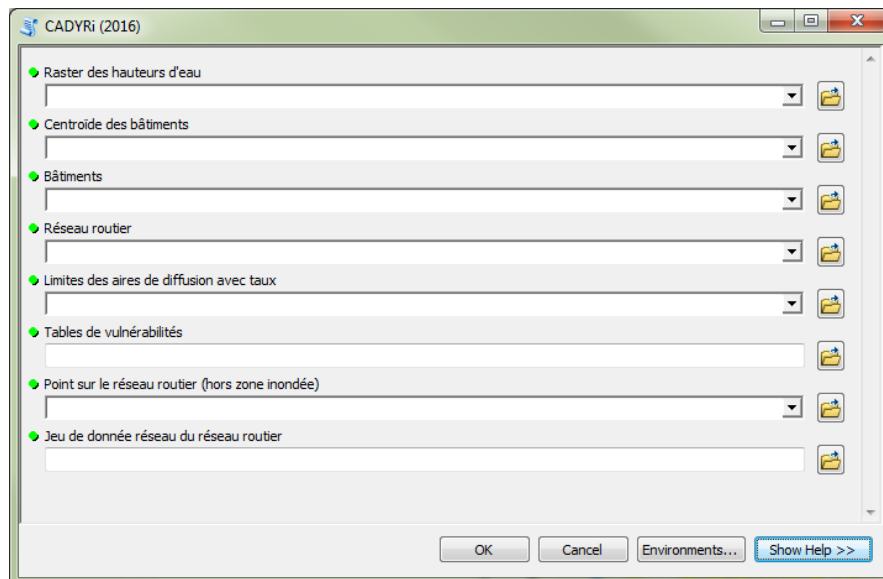 CADYRi (2016)
Raster des hauteurs d'eau
Centroïde des bâtiments
Bâtiments
Réseau routier
Limites des aires de diffusion avec taux
Tables de vulnérabilités
Point sur le réseau routier (hors zone inondée)
Jeu de donnée réseau du réseau routier
OK Cancel Environments... Show Help >>